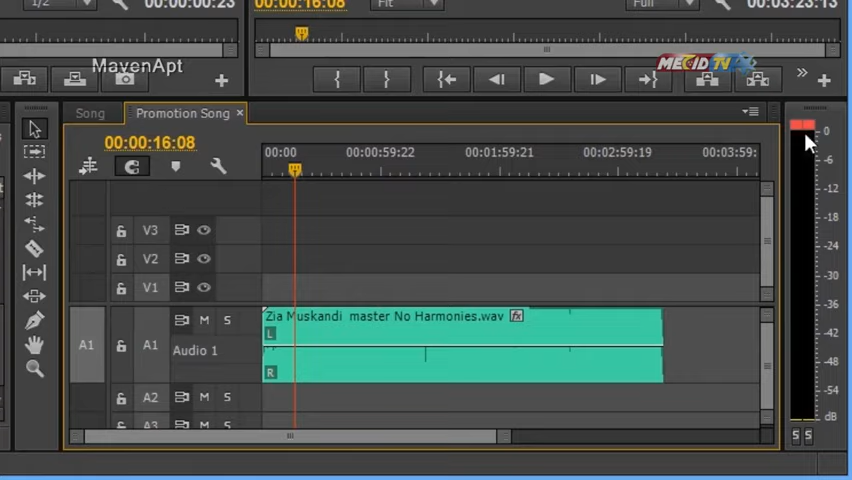 1/2
00:00:00:23
00:00:16:08
Fit
Full
00:03:23:13
MavenApt
MECID TV
Song
Promotion Song ×
00:00:16:08
00:00
00:00:59:22
00:01:59:21
00:02:59:19
00:03:59:
0
-6
-12
-18
-24
-30
-36
-42
-48
-54
dB
V3
V2
V1
Zia Muskandi master No Harmonies.wav fx
L
R
A1
A1
M S
Audio 1
A2 M S
A3 M S
S S